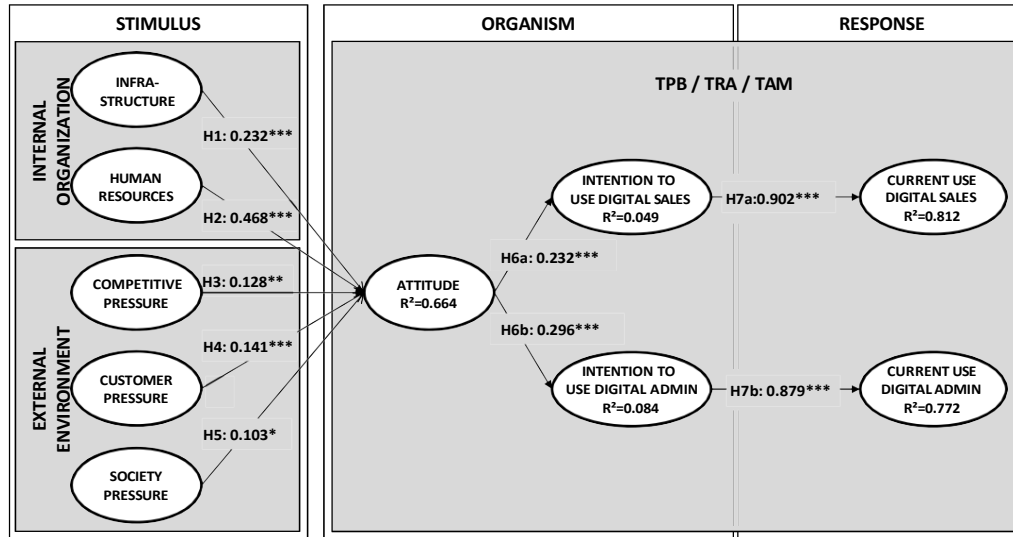 STIMULUS
ORGANISM
RESPONSE
INTERNAL
ORGANIZATION
INFRA-
STRUCTURE
HUMAN
RESOURCES
H1: 0.232***
H2: 0.468***
EXTERNAL
ENVIRONMENT
COMPETITIVE
PRESSURE
CUSTOMER
PRESSURE
SOCIETY
PRESSURE
H3: 0.128**
H4: 0.141***
H5: 0.103*
TPB / TRA / TAM
ATTITUDE
R²=0.664
H6a: 0.232***
H6b: 0.296***
INTENTION TO
USE DIGITAL SALES
R²=0.049
H7a:0.902***
CURRENT USE
DIGITAL SALES
R²=0.812
INTENTION TO
USE DIGITAL ADMIN
R²=0.084
H7b: 0.879***
CURRENT USE
DIGITAL ADMIN
R²=0.772